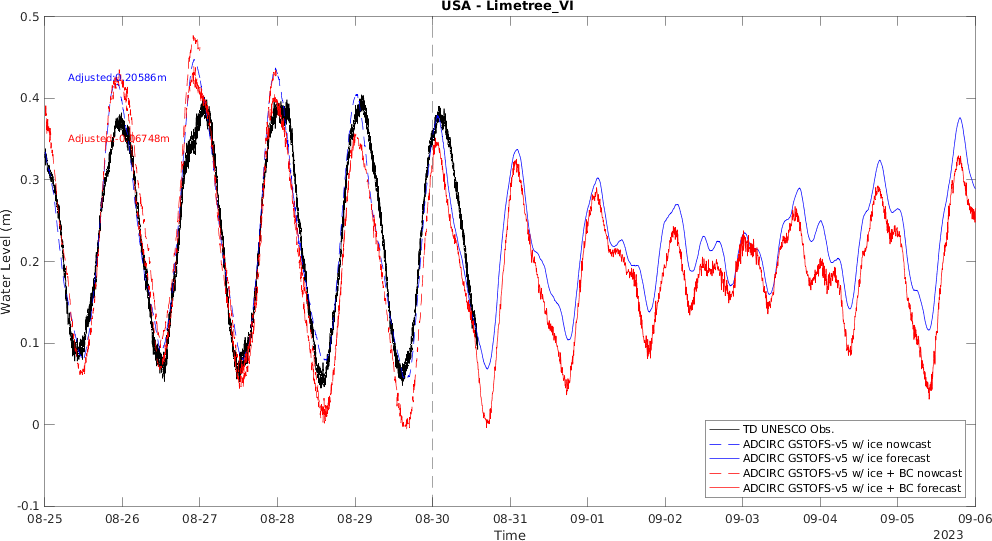 USA - Limetree_VI
0.5
0.4
0.3
0.2
0.1
0
-0.1
Water Level (m)
Adjusted:0.20586m
Adjusted:-0.06748m
TD UNESCO Obs.
ADCIRC GSTOFS-v5 w/ ice nowcast
ADCIRC GSTOFS-v5 w/ ice forecast
ADCIRC GSTOFS-v5 w/ ice + BC nowcast
ADCIRC GSTOFS-v5 w/ ice + BC forecast
08-25 08-26 08-27 08-28 08-29 08-30 08-31 09-01 09-02 09-03 09-04 09-05 09-06
Time
2023